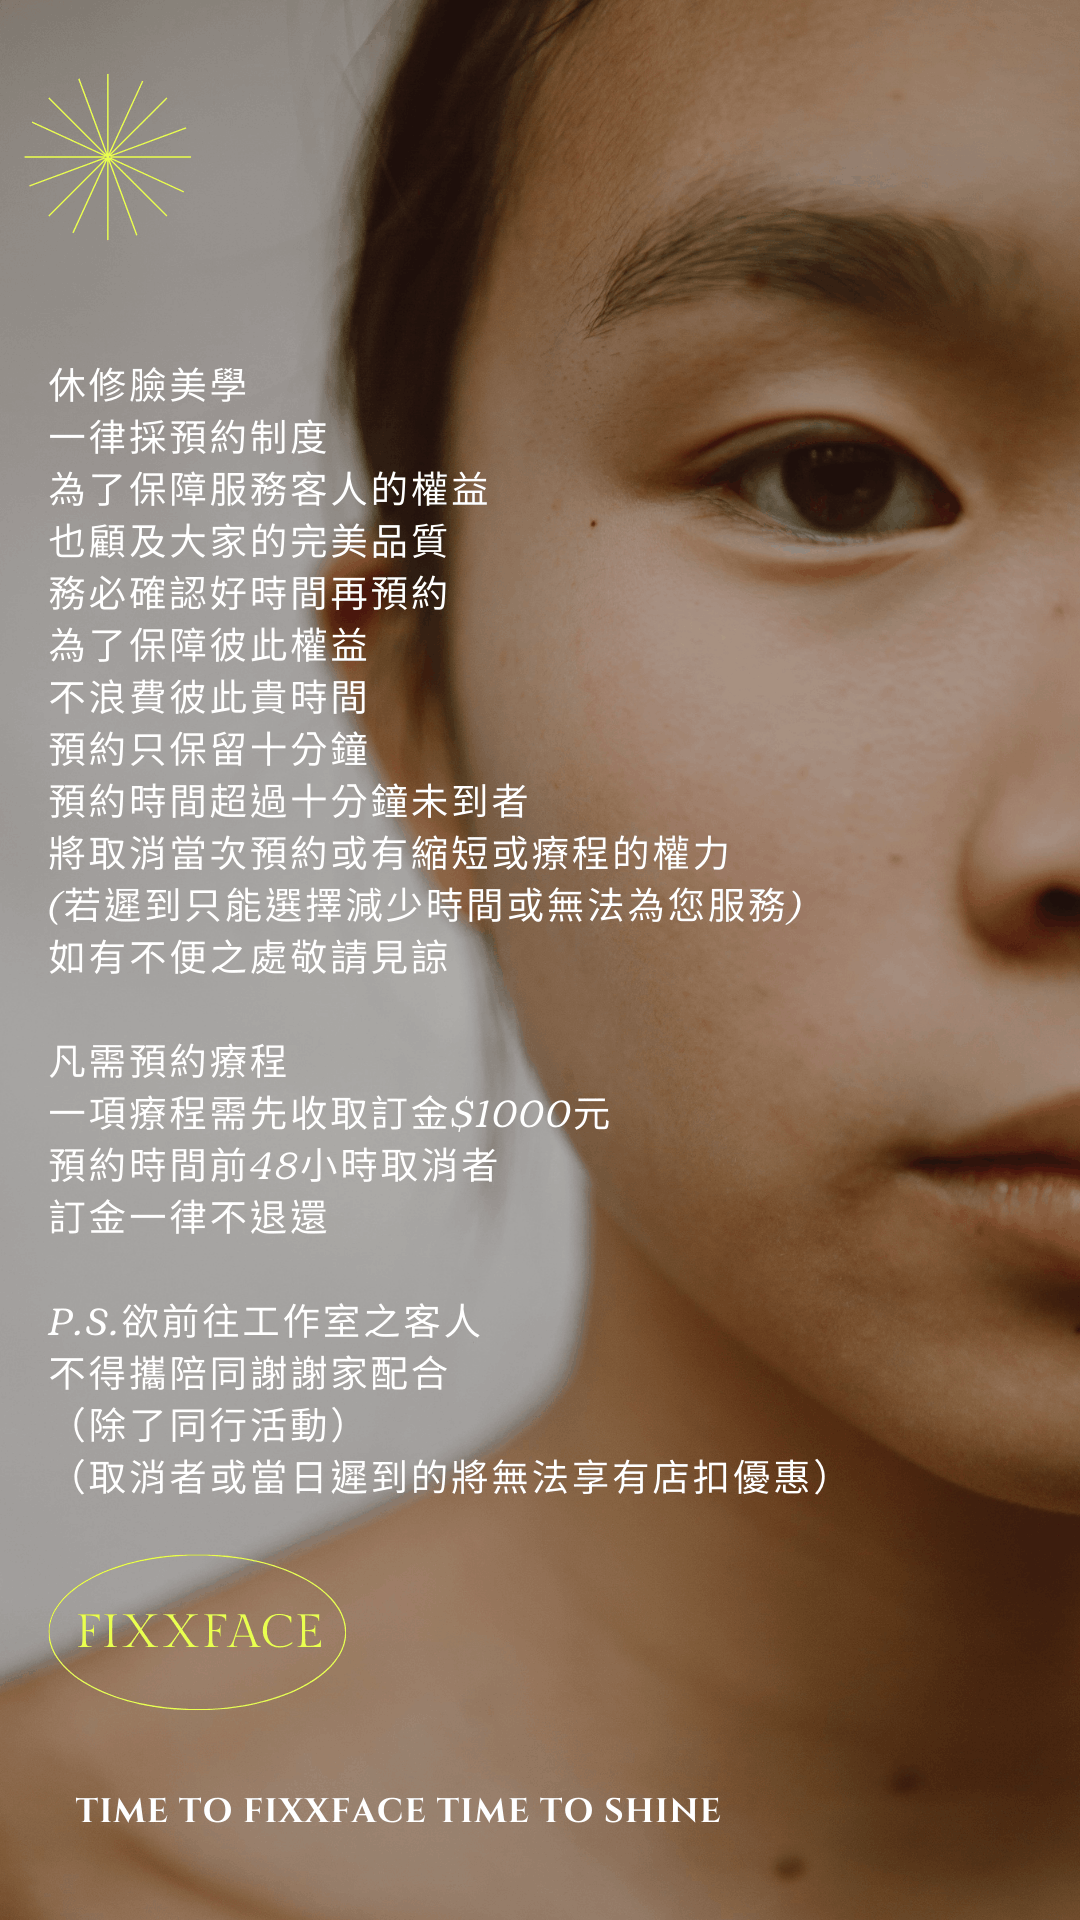 休修臉美學
一律採預約制度
為了保障服務客人的權益
也顧及大家的完美品質
務必確認好時間再預約
為了保障彼此權益
不浪費彼此貴時間
預約只保留十分鐘
預約時間超過十分鐘未到者
將取消當次預約或有縮短或療程的權力
(若遲到只能選擇減少時間或無法為您服務)
如有不便之處敬請見諒
凡需預約療程
一項療程需先收取訂金$1000元
預約時間前48小時取消者
訂金一律不退還
P.S.欲前往工作室之客人
不得攜陪同謝謝家配合
（除了同行活動）
（取消者或當日遲到的將無法享有店扣優惠）
FIXXFACE
TIME TO FIXXFACE TIME TO SHINE